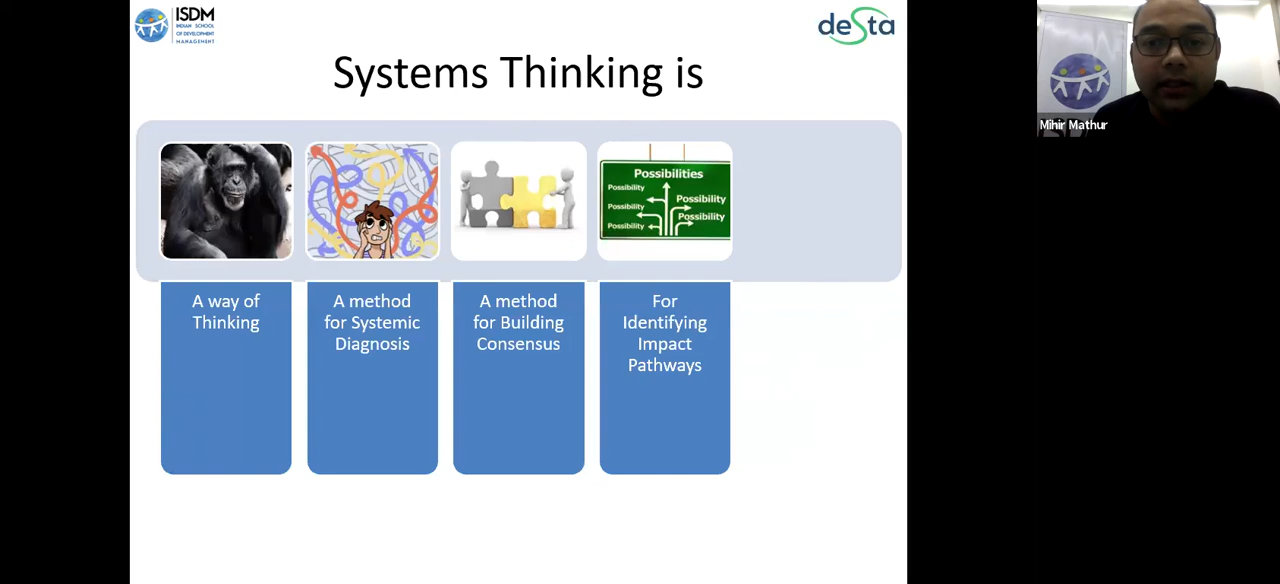 ISDM
INDIAN SCHOOL
OF DEVELOPMENT
MANAGEMENT
desta
Systems Thinking is
Possibilities
Possibility
Possibility
Possibility
Possibility
Possibility
A way of
Thinking
A method
for Systemic
Diagnosis
A method
for Building
Consensus
For
Identifying
Impact
Pathways
Mihir Mathur